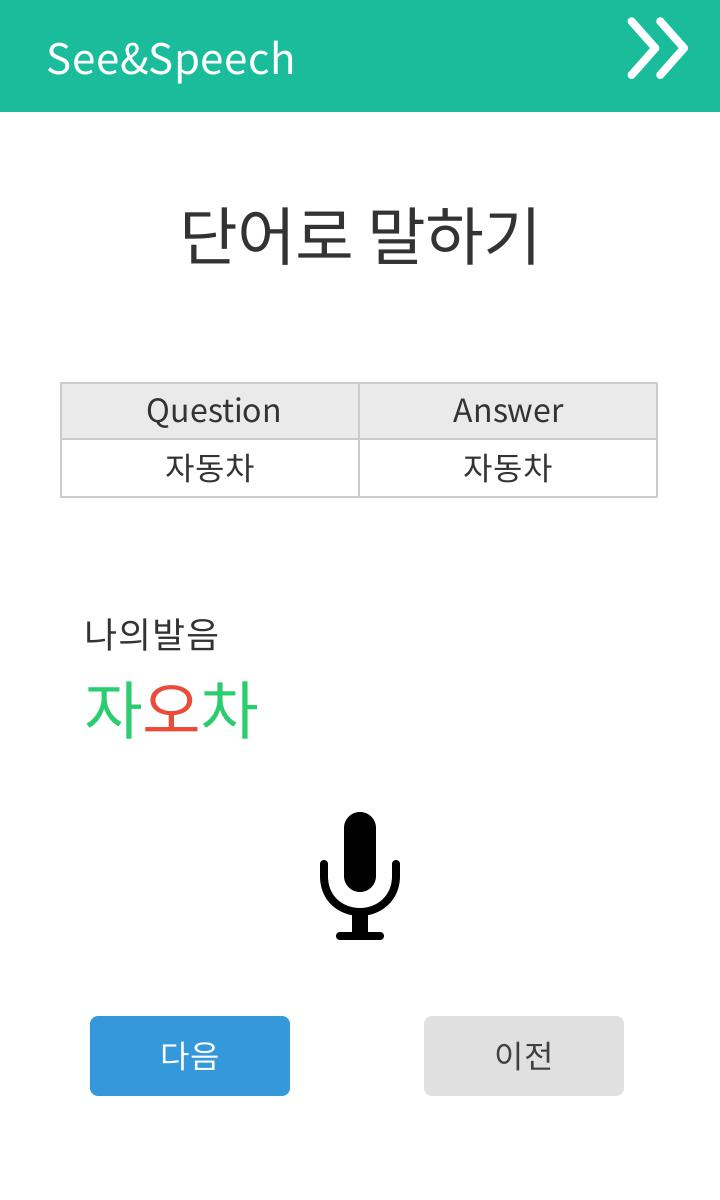 See&Speech
단어로 말하기
Question Answer
자동차 자동차
나의발음
자오차
다음 이전